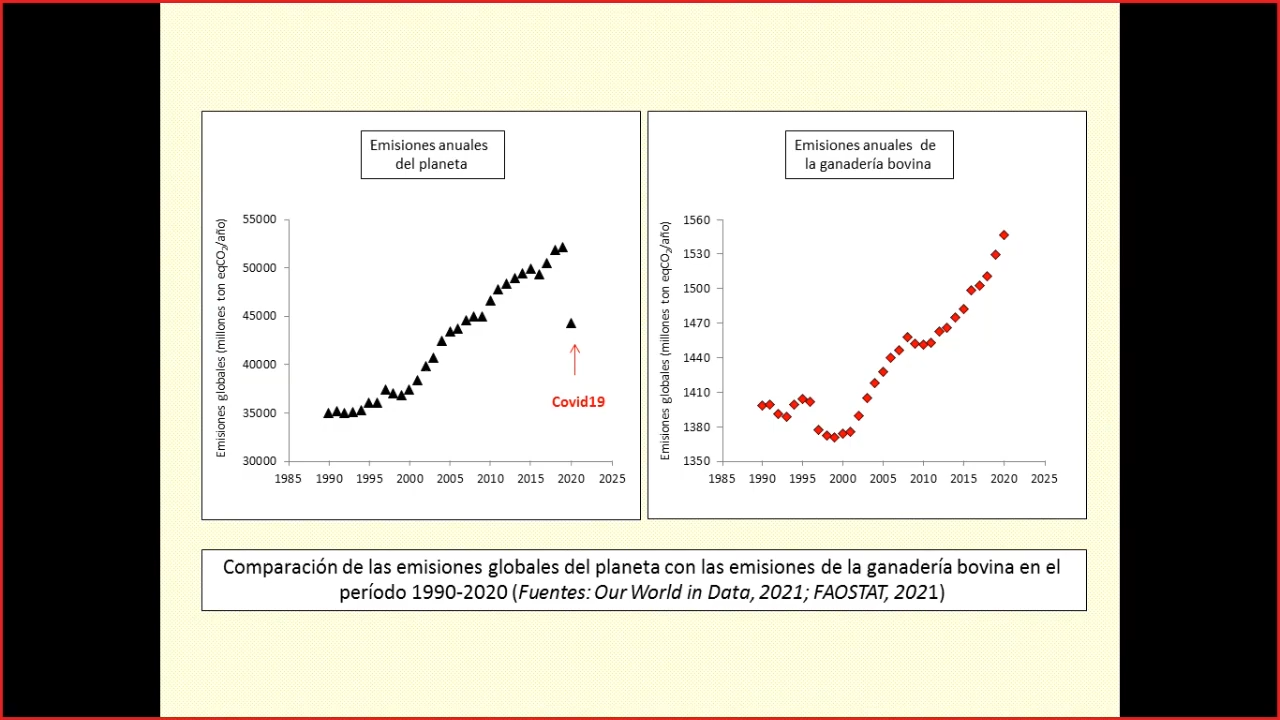 Emisiones anuales
del planeta
Emisiones globales (millones ton eqCO₂/año)
55000
50000
45000
40000
35000
30000
Covid19
1985 1990 1995 2000 2005 2010 2015 2020 2025
Emisiones anuales de
la ganadería bovina
Emisiones globales (millones ton eqCO₂/año)
1560
1530
1500
1470
1440
1410
1380
1350
1985 1990 1995 2000 2005 2010 2015 2020 2025
Comparación de las emisiones globales del planeta con las emisiones de la ganadería bovina en el
período 1990-2020 (Fuentes: Our World in Data, 2021; FAOSTAT, 2021)